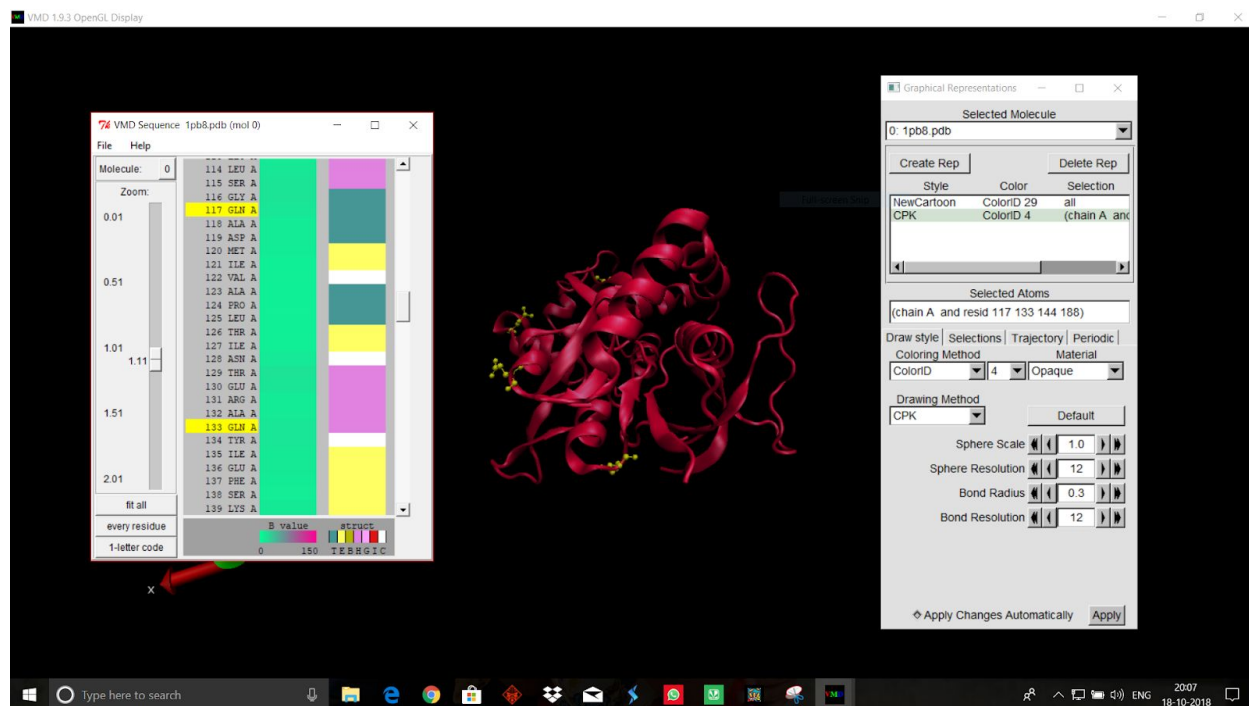 VMD 1.9.3 OpenGL Display
VMD Sequence 1pb8.pdb (mol 0)
File Help
Molecule: 0
Zoom:
0.01
0.51
1.01
1.11
1.51
2.01
fit all
every residue
1-letter code
114 LEU A
115 SER A
116 GLY A
117 GLN A
118 ALA A
119 ASP A
120 MET A
121 ILE A
122 VAL A
123 ALA A
124 PRO A
125 LEU A
126 THR A
127 ILE A
128 ASN A
129 THR A
130 GLU A
131 ARG A
132 ALA A
133 GLN A
134 TYR A
135 ILE A
136 GLU A
137 PHE A
138 SER A
139 LYS A
B value struct
0 150 T E B H G I C
x
Graphical Representations
Selected Molecule
0: 1pb8.pdb
Create Rep Delete Rep
Style Color Selection
NewCartoon ColorID 29 all
CPK ColorID 4 (chain A and
Selected Atoms
(chain A and resid 117 133 144 188)
Draw style Selections Trajectory Periodic
Coloring Method Material
ColorID 4 Opaque
Drawing Method
CPK Default
Sphere Scale 1.0
Sphere Resolution 12
Bond Radius 0.3
Bond Resolution 12
Apply Changes Automatically Apply
Type here to search
VMD
ENG
20:07
18-10-2018